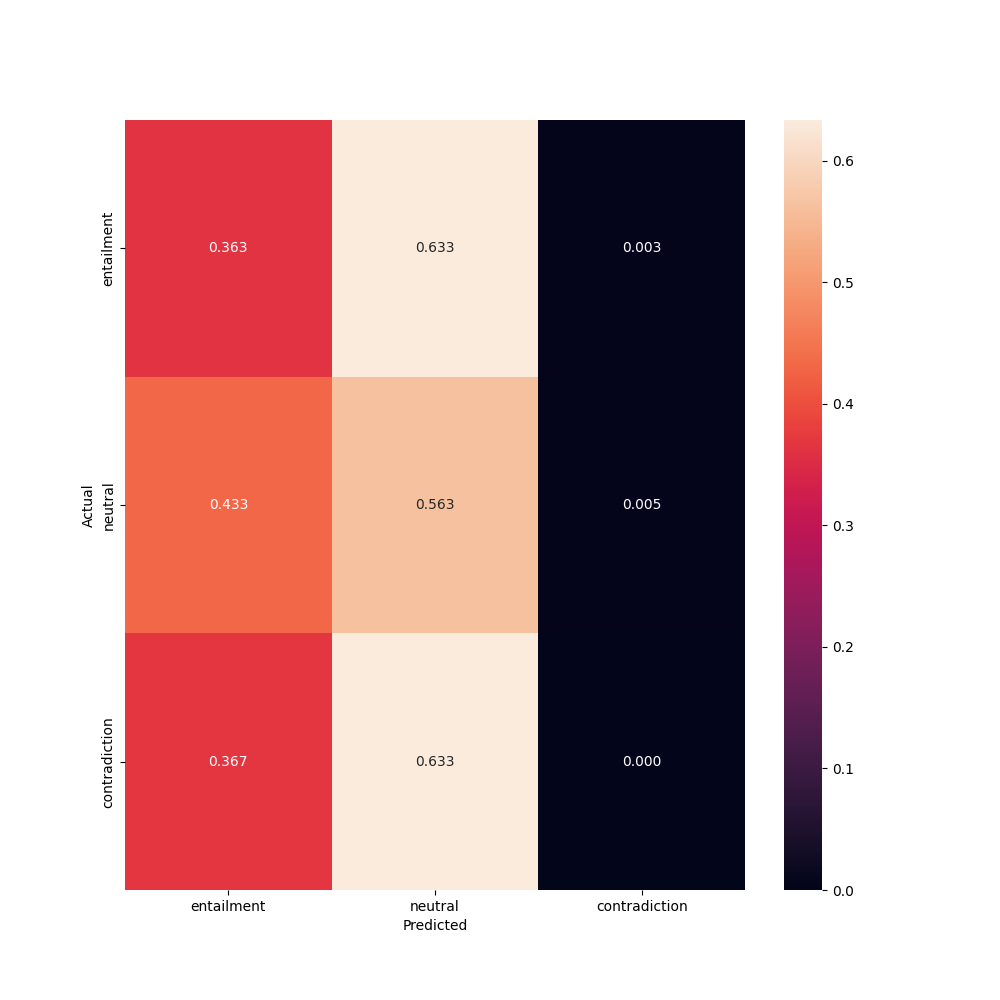 entailment
0.363
0.633
0.003
Actual
neutral
0.433
0.563
0.005
contradiction
0.367
0.633
0.000
entailment
neutral
contradiction
Predicted
0.6
0.5
0.4
0.3
0.2
0.1
0.0